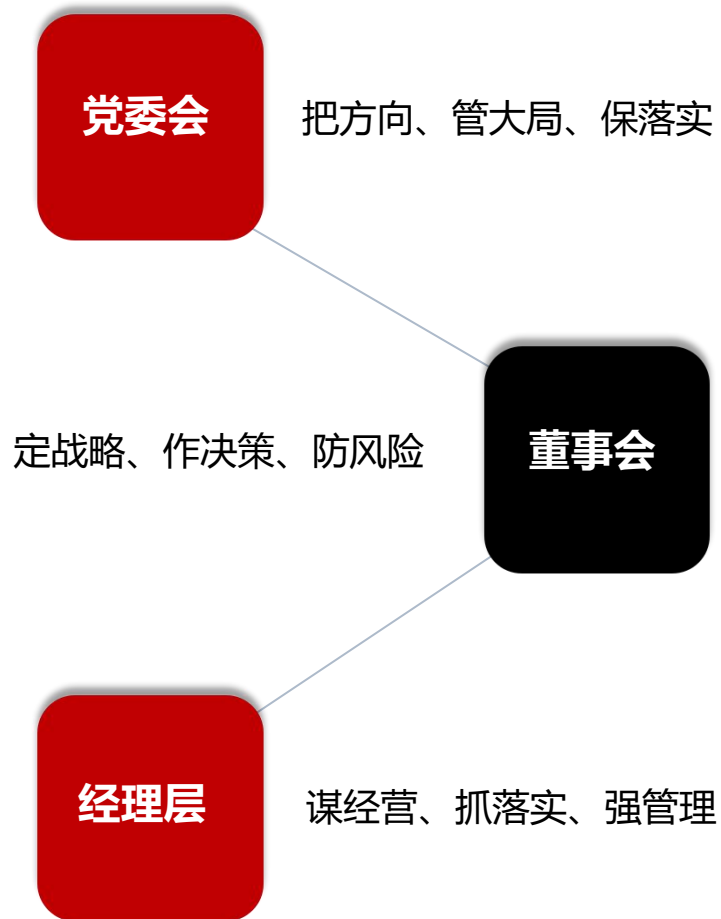 党委会
把方向、管大局、保落实
定战略、作决策、防风险
董事会
经理层
谋经营、抓落实、强管理